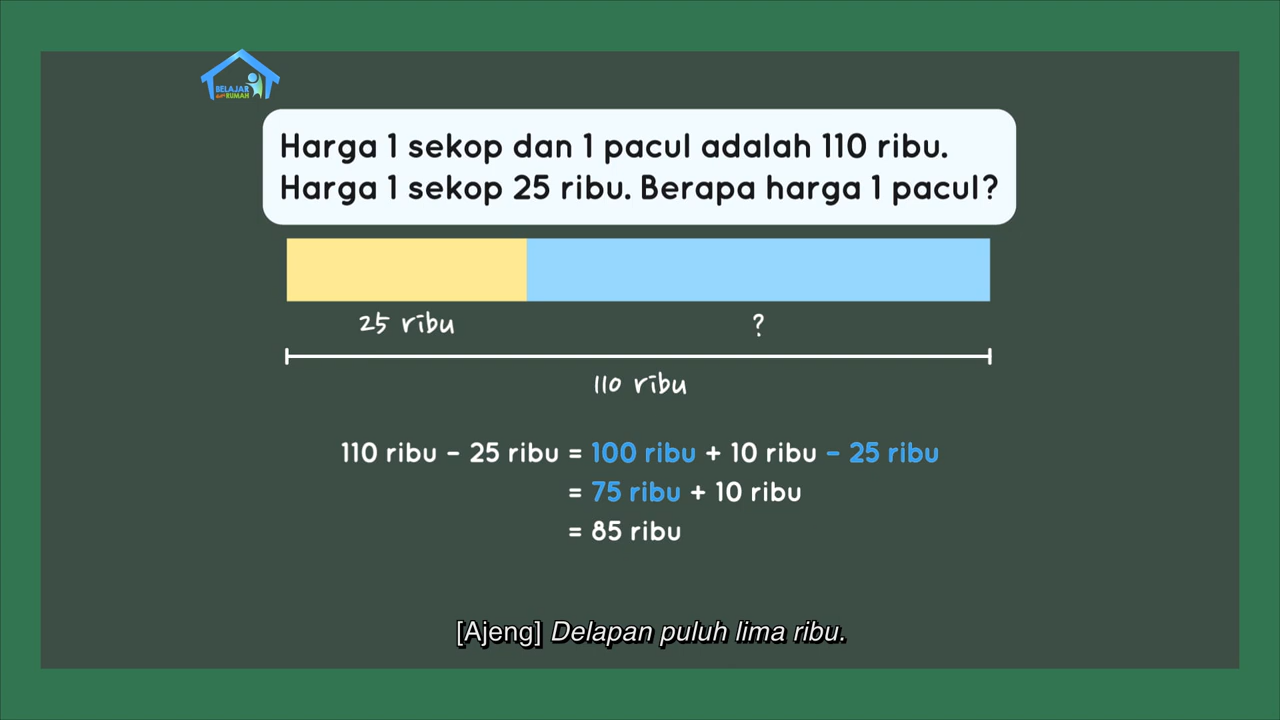 BELAJAR
dari RUMAH
Harga 1 sekop dan 1 pacul adalah 110 ribu.
Harga 1 sekop 25 ribu. Berapa harga 1 pacul?
25 ribu
?
110 ribu
110 ribu - 25 ribu = 100 ribu + 10 ribu - 25 ribu
= 75 ribu + 10 ribu
= 85 ribu
[Ajeng] Delapan puluh lima ribu.